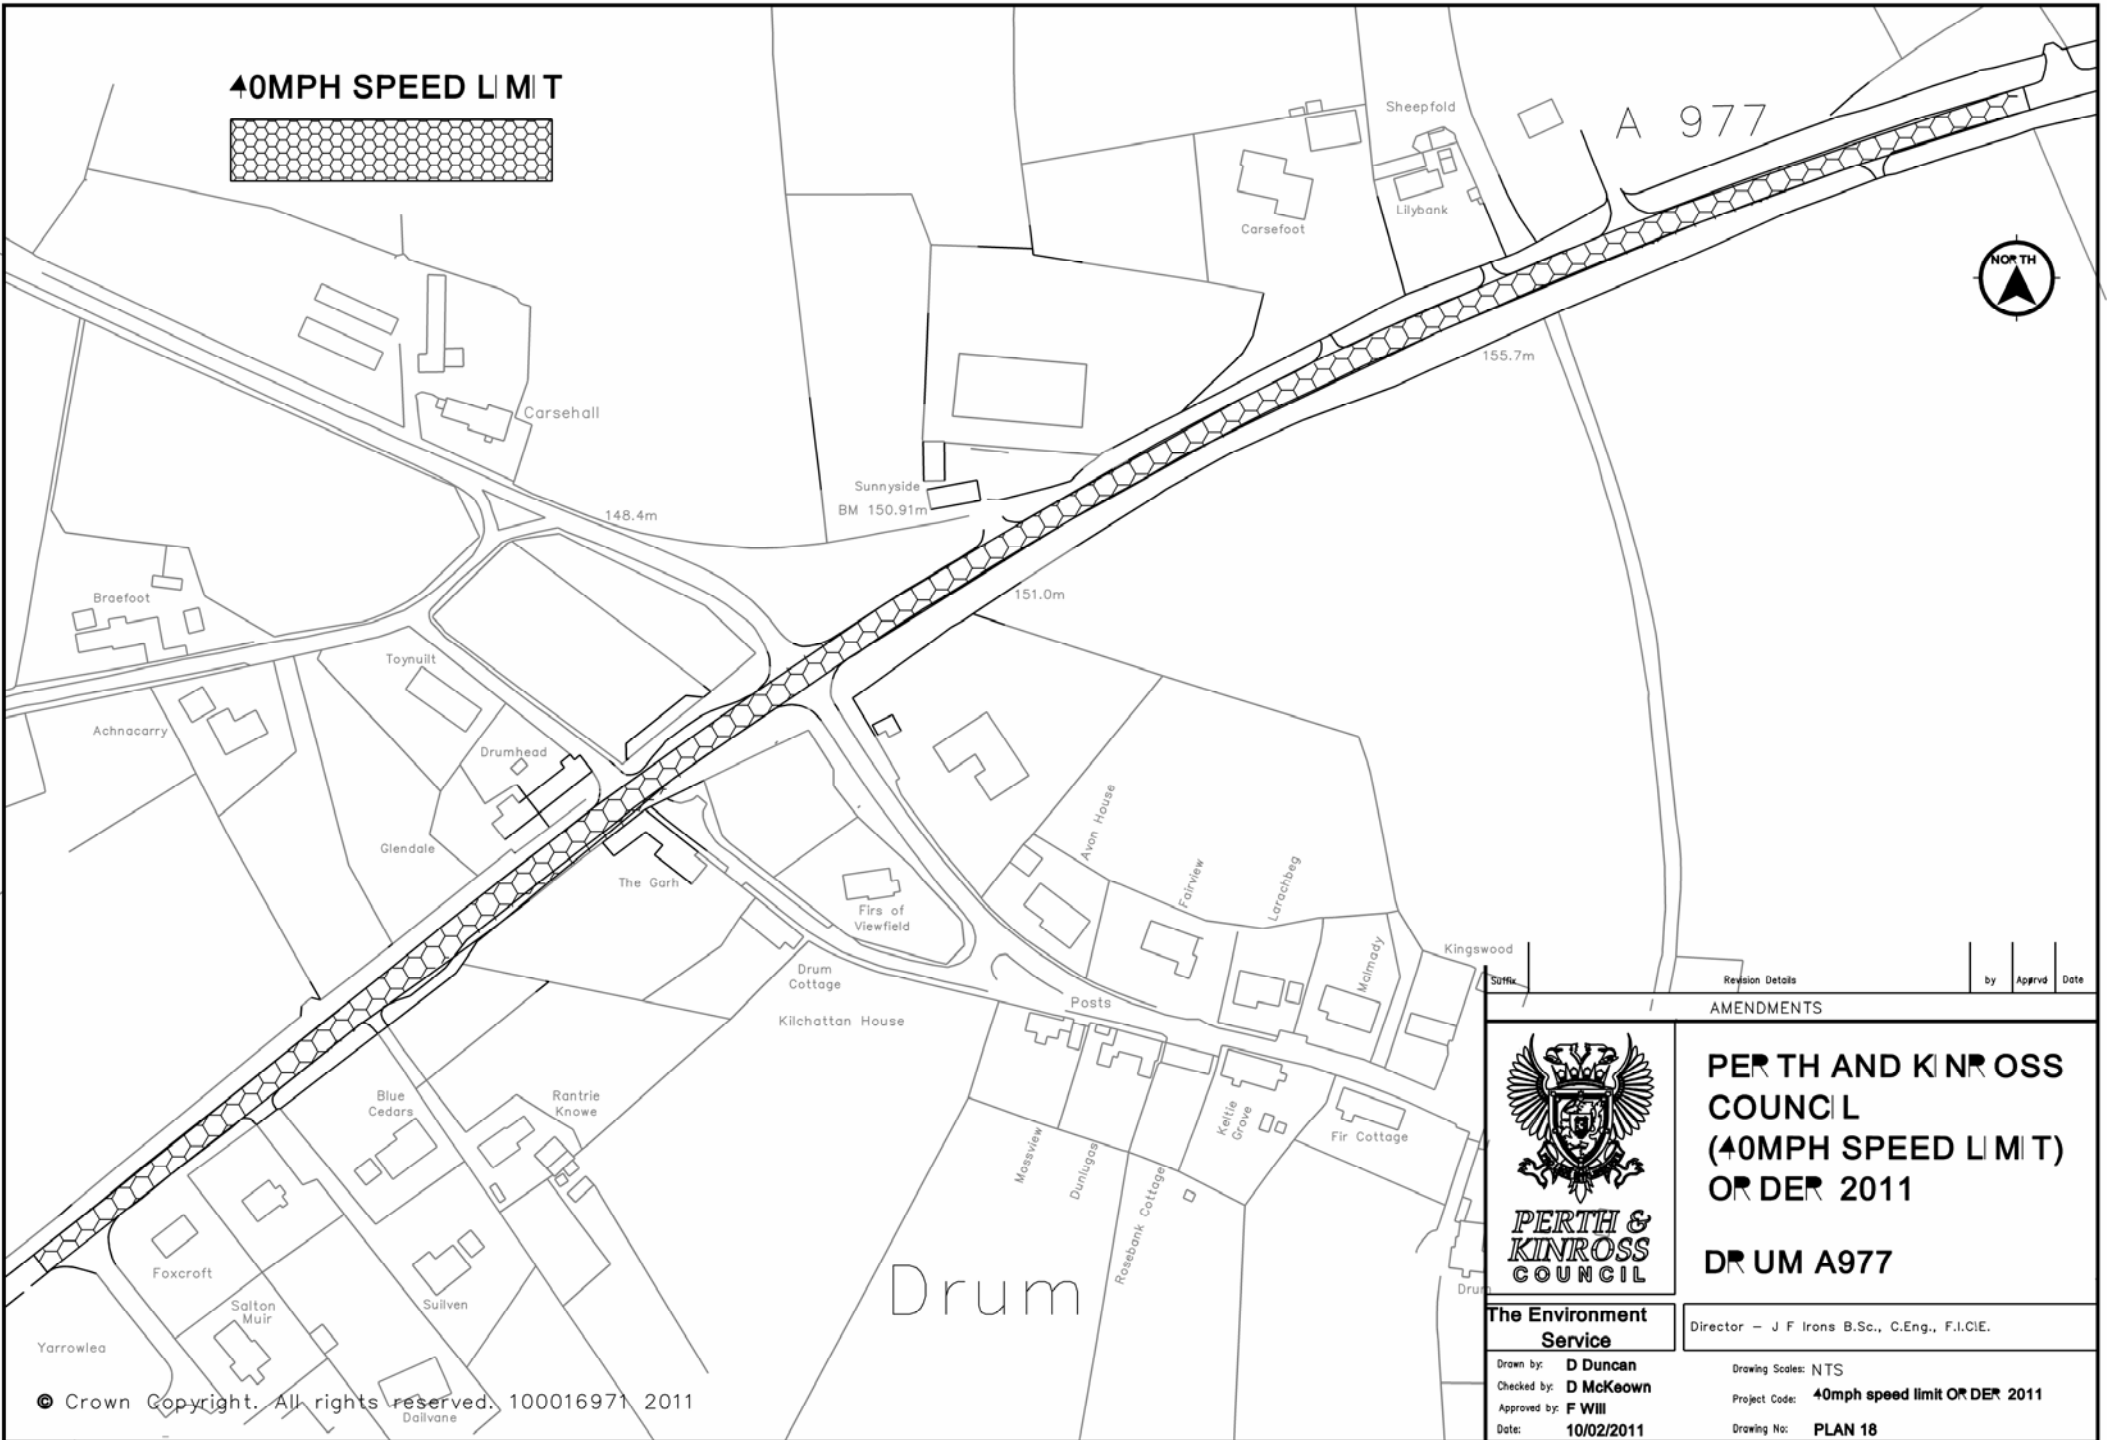 40MPH SPEED LIMIT
A 977
Sheepfold
Lilybank
Carsefoot
NORTH
155.7m
Carsehall
Sunnyside
BM 150.91m
148.4m
151.0m
Braefoot
Toynuilt
Achnacarry
Drumhead
Glendale
The Garh
Firs of
Viewfield
Avon House
Fairview
Larachbeg
McImady
Kingswood
Drum
Cottage
Posts
Kilchattan House
Blue
Cedars
Rantrie
Knowe
Mossview
Dunlugas
Rosebank Cottage
Keltie
Grove
Fir Cottage
Foxcroft
Salton
Muir
Suilven
Yarrowlea
Dailvane
Drum
Drum
© Crown Copyright. All rights reserved. 100016971 2011
Suffix Revision Details by Apprvd Date
AMENDMENTS
PERTH &
KINROSS
COUNCIL
PERTH AND KINROSS
COUNCIL
(40MPH SPEED LIMIT)
ORDER 2011
DRUM A977
The Environment
Service
Director – J F Irons B.Sc., C.Eng., F.I.C.E.
Drawn by: D Duncan
Checked by: D McKeown
Approved by: F Will
Date: 10/02/2011
Drawing Scales: NTS
Project Code: 40mph speed limit ORDER 2011
Drawing No: PLAN 18